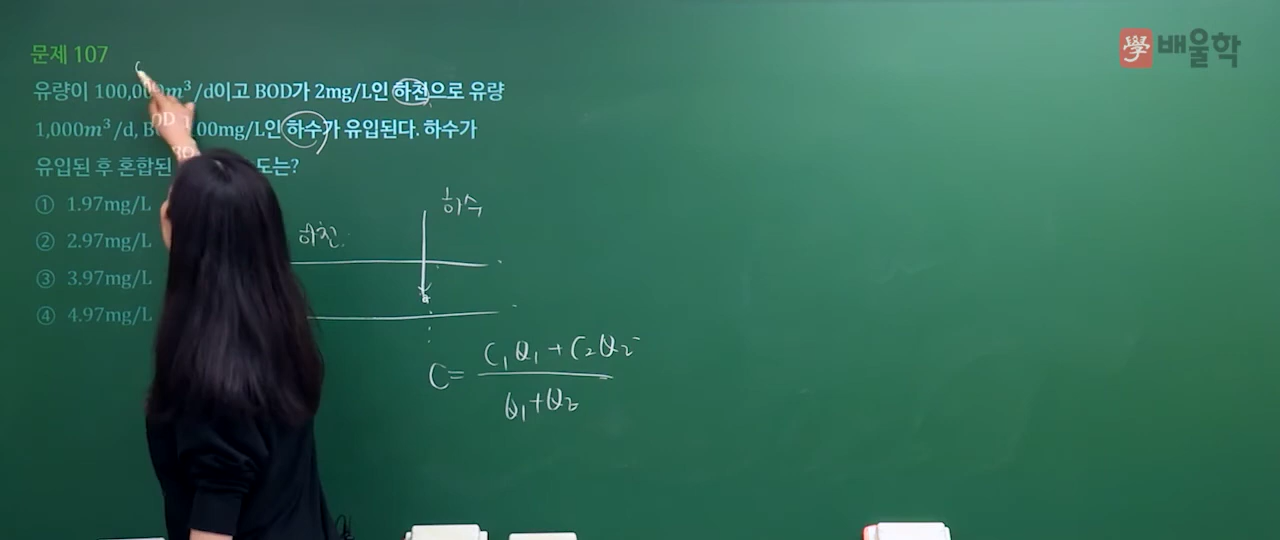 문제 107
유량이 100,000m³/d이고 BOD가 2mg/L인 하천으로 유량
1,000m³/d, BOD 100mg/L인 하수가 유입된다. 하수가
유입된 후 혼합된 도는?
① 1.97mg/L
② 2.97mg/L
③ 3.97mg/L
④ 4.97mg/L
하수
하천
C = (C₁Q₁ + C₂Q₂) / (Q₁ + Q₂)
學 배울학